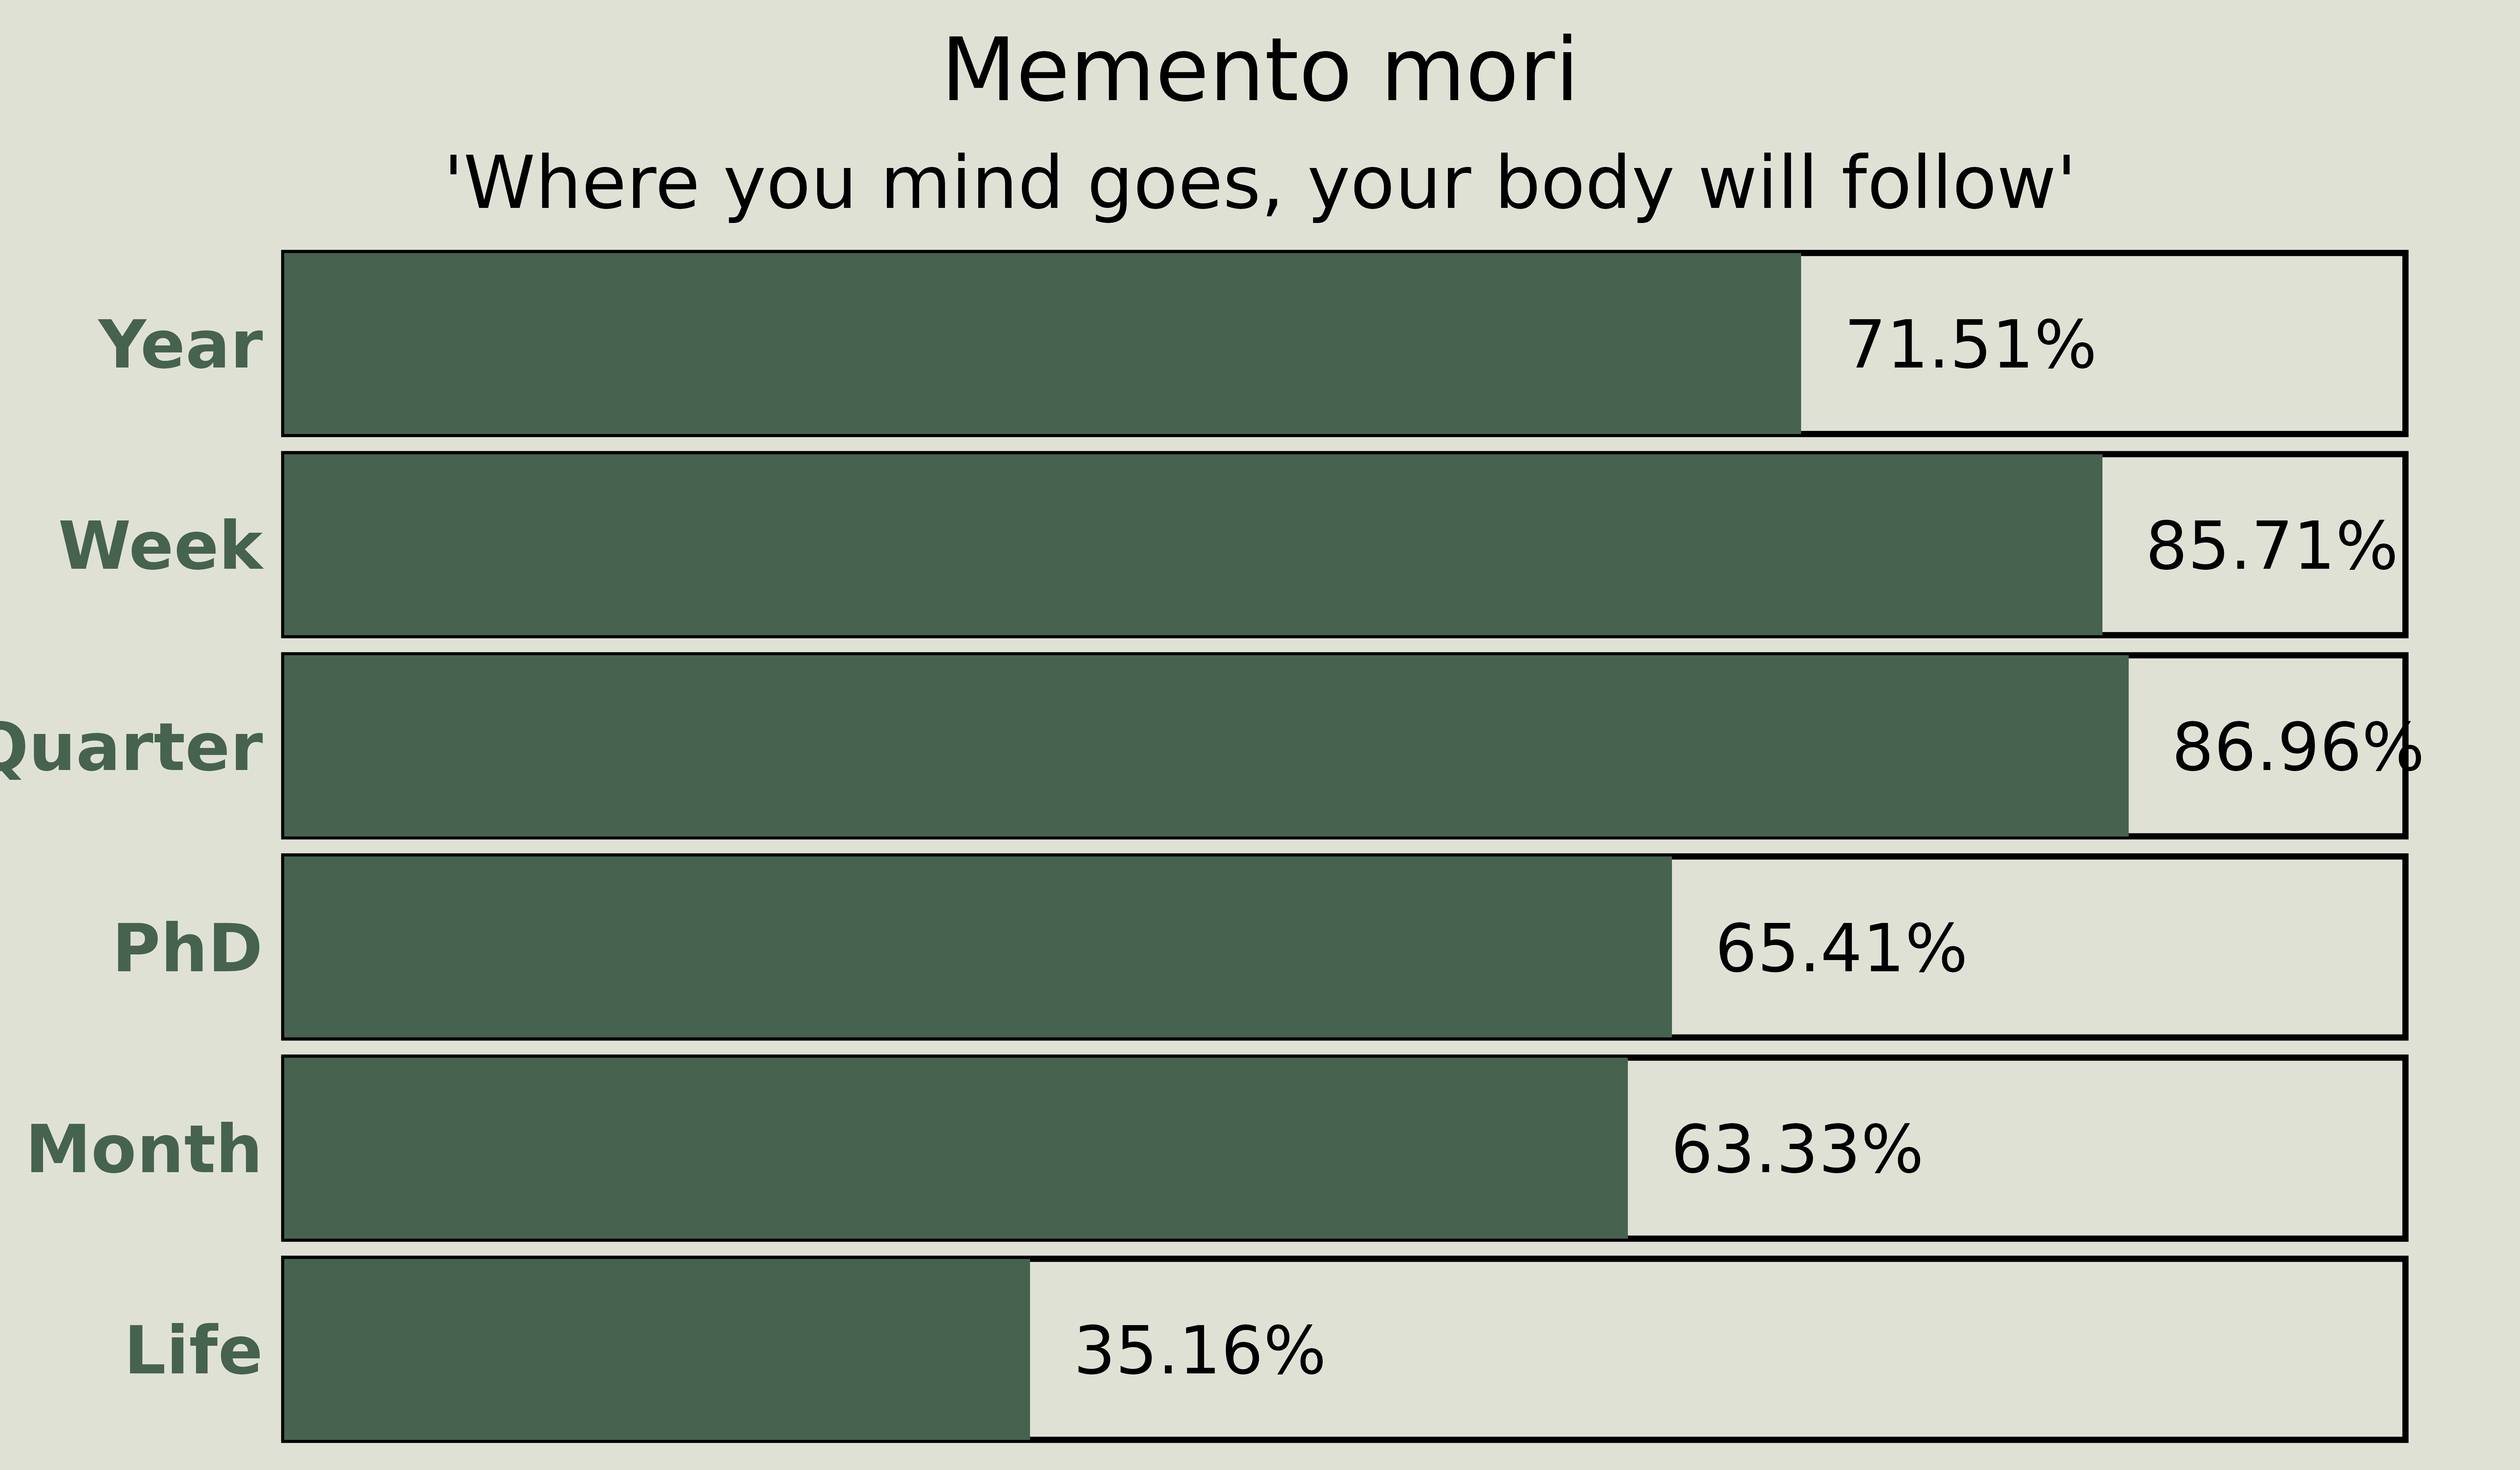 Memento mori
'Where you mind goes, your body will follow'
Year 71.51%
Week 85.71%
Quarter 86.96%
PhD 65.41%
Month 63.33%
Life 35.16%